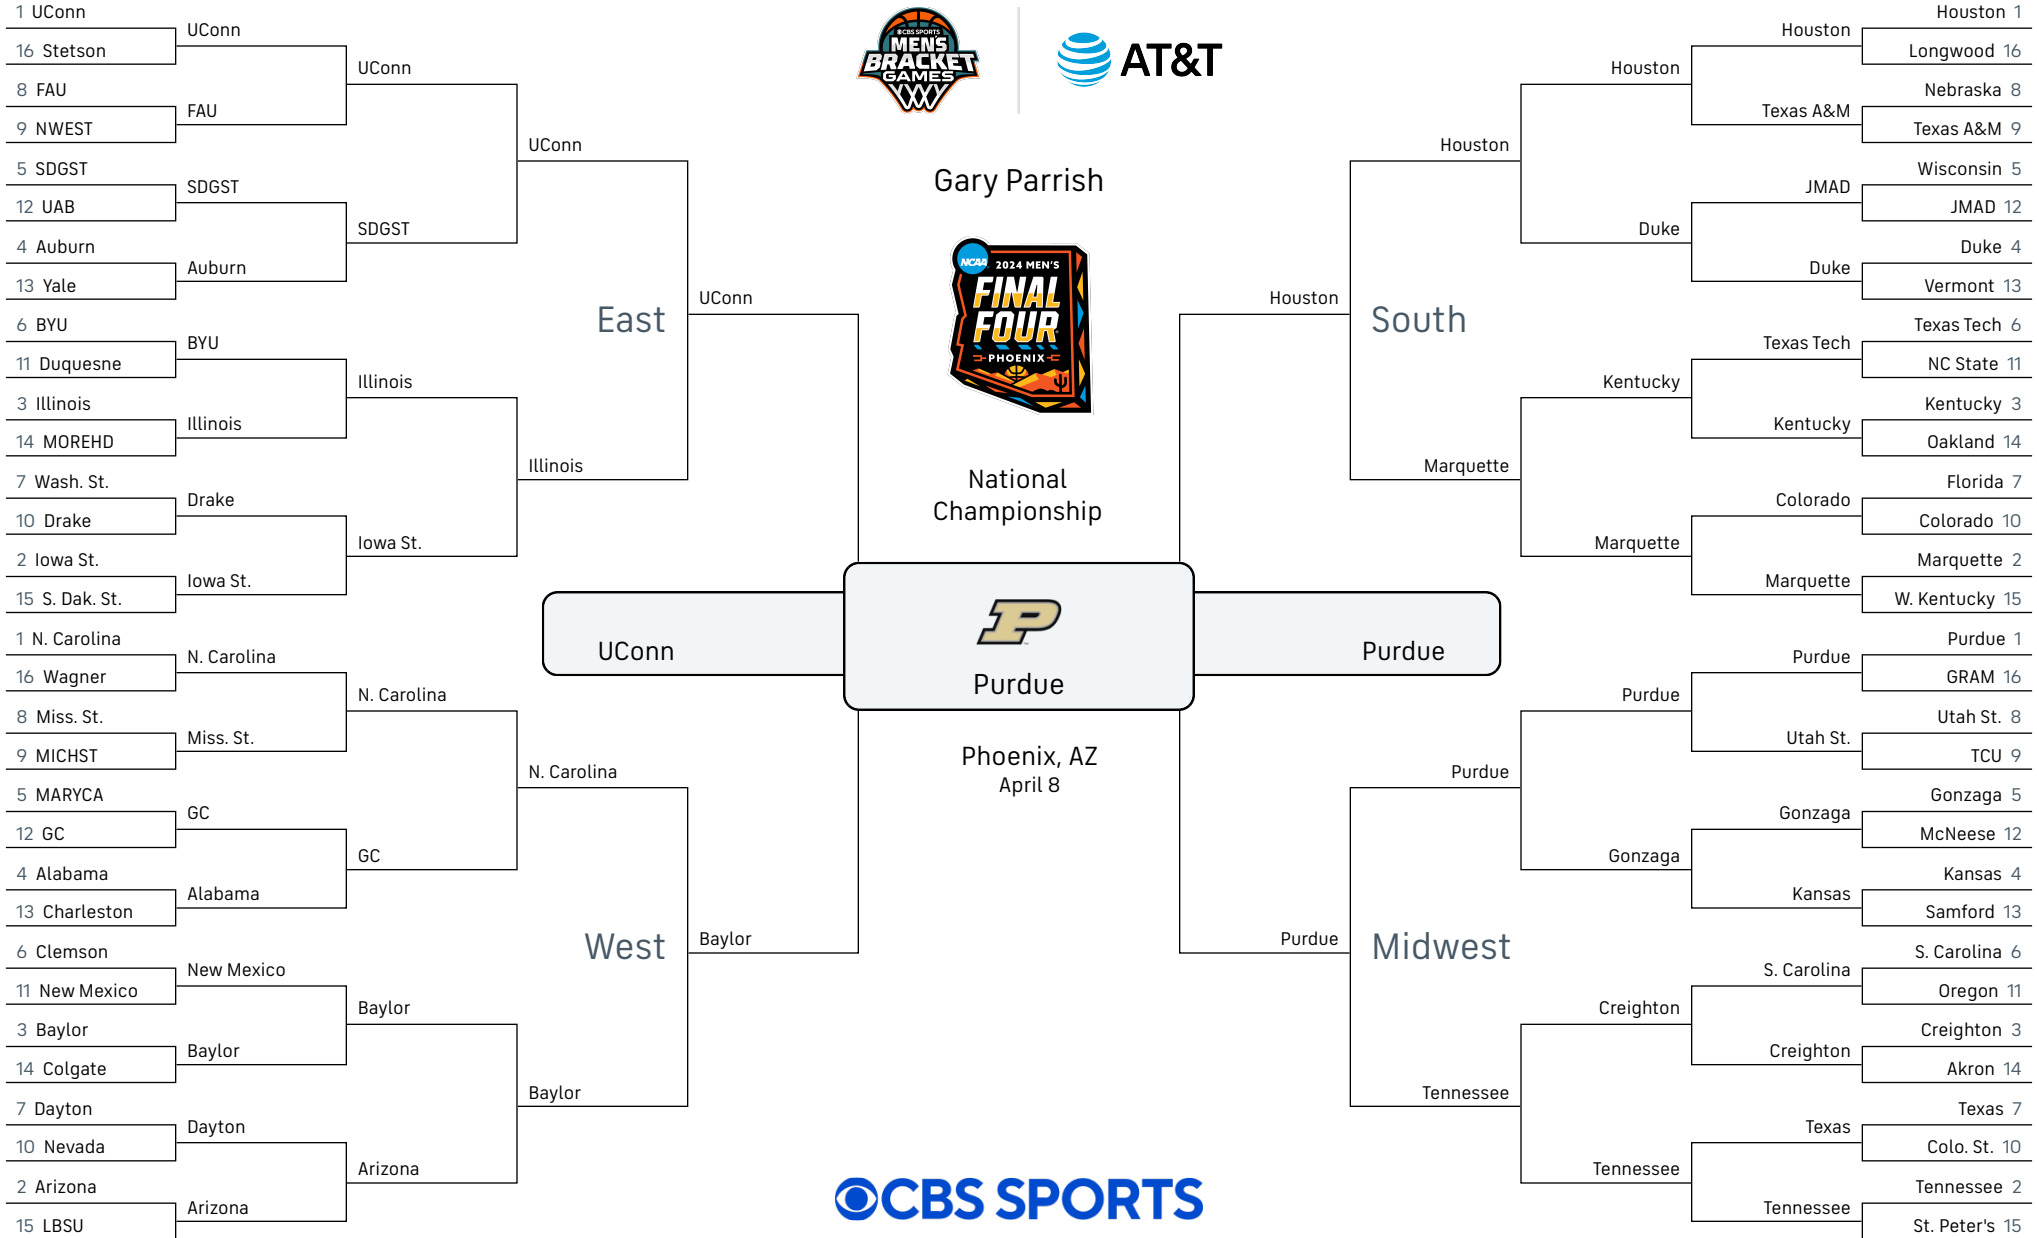 1 UConn
16 Stetson
8 FAU
9 NWEST
5 SDGST
12 UAB
4 Auburn
13 Yale
6 BYU
11 Duquesne
3 Illinois
14 MOREHD
7 Wash. St.
10 Drake
2 Iowa St.
15 S. Dak. St.
1 N. Carolina
16 Wagner
8 Miss. St.
9 MICHST
5 MARYCA
12 GC
4 Alabama
13 Charleston
6 Clemson
11 New Mexico
3 Baylor
14 Colgate
7 Dayton
10 Nevada
2 Arizona
15 LBSU
UConn
FAU
SDGST
Auburn
BYU
Illinois
Drake
Iowa St.
N. Carolina
Miss. St.
GC
Alabama
New Mexico
Baylor
Dayton
Arizona
UConn
SDGST
Illinois
Iowa St.
N. Carolina
GC
Baylor
Arizona
UConn
Illinois
N. Carolina
Baylor
East
West
UConn
Baylor
CBS SPORTS
MEN'S
BRACKET
GAMES
AT&T
Gary Parrish
NCAA
2024 MEN'S
FINAL
FOUR
PHOENIX
National
Championship
UConn
P
Purdue
Purdue
Phoenix, AZ
April 8
CBS SPORTS
Houston
Purdue
South
Midwest
Houston
Marquette
Purdue
Tennessee
Houston
Duke
Kentucky
Marquette
Purdue
Gonzaga
Creighton
Tennessee
Houston
Texas A&M
JMAD
Duke
Texas Tech
Kentucky
Colorado
Marquette
Purdue
Utah St.
Gonzaga
Kansas
S. Carolina
Creighton
Texas
Tennessee
Houston 1
Longwood 16
Nebraska 8
Texas A&M 9
Wisconsin 5
JMAD 12
Duke 4
Vermont 13
Texas Tech 6
NC State 11
Kentucky 3
Oakland 14
Florida 7
Colorado 10
Marquette 2
W. Kentucky 15
Purdue 1
GRAM 16
Utah St. 8
TCU 9
Gonzaga 5
McNeese 12
Kansas 4
Samford 13
S. Carolina 6
Oregon 11
Creighton 3
Akron 14
Texas 7
Colo. St. 10
Tennessee 2
St. Peter's 15